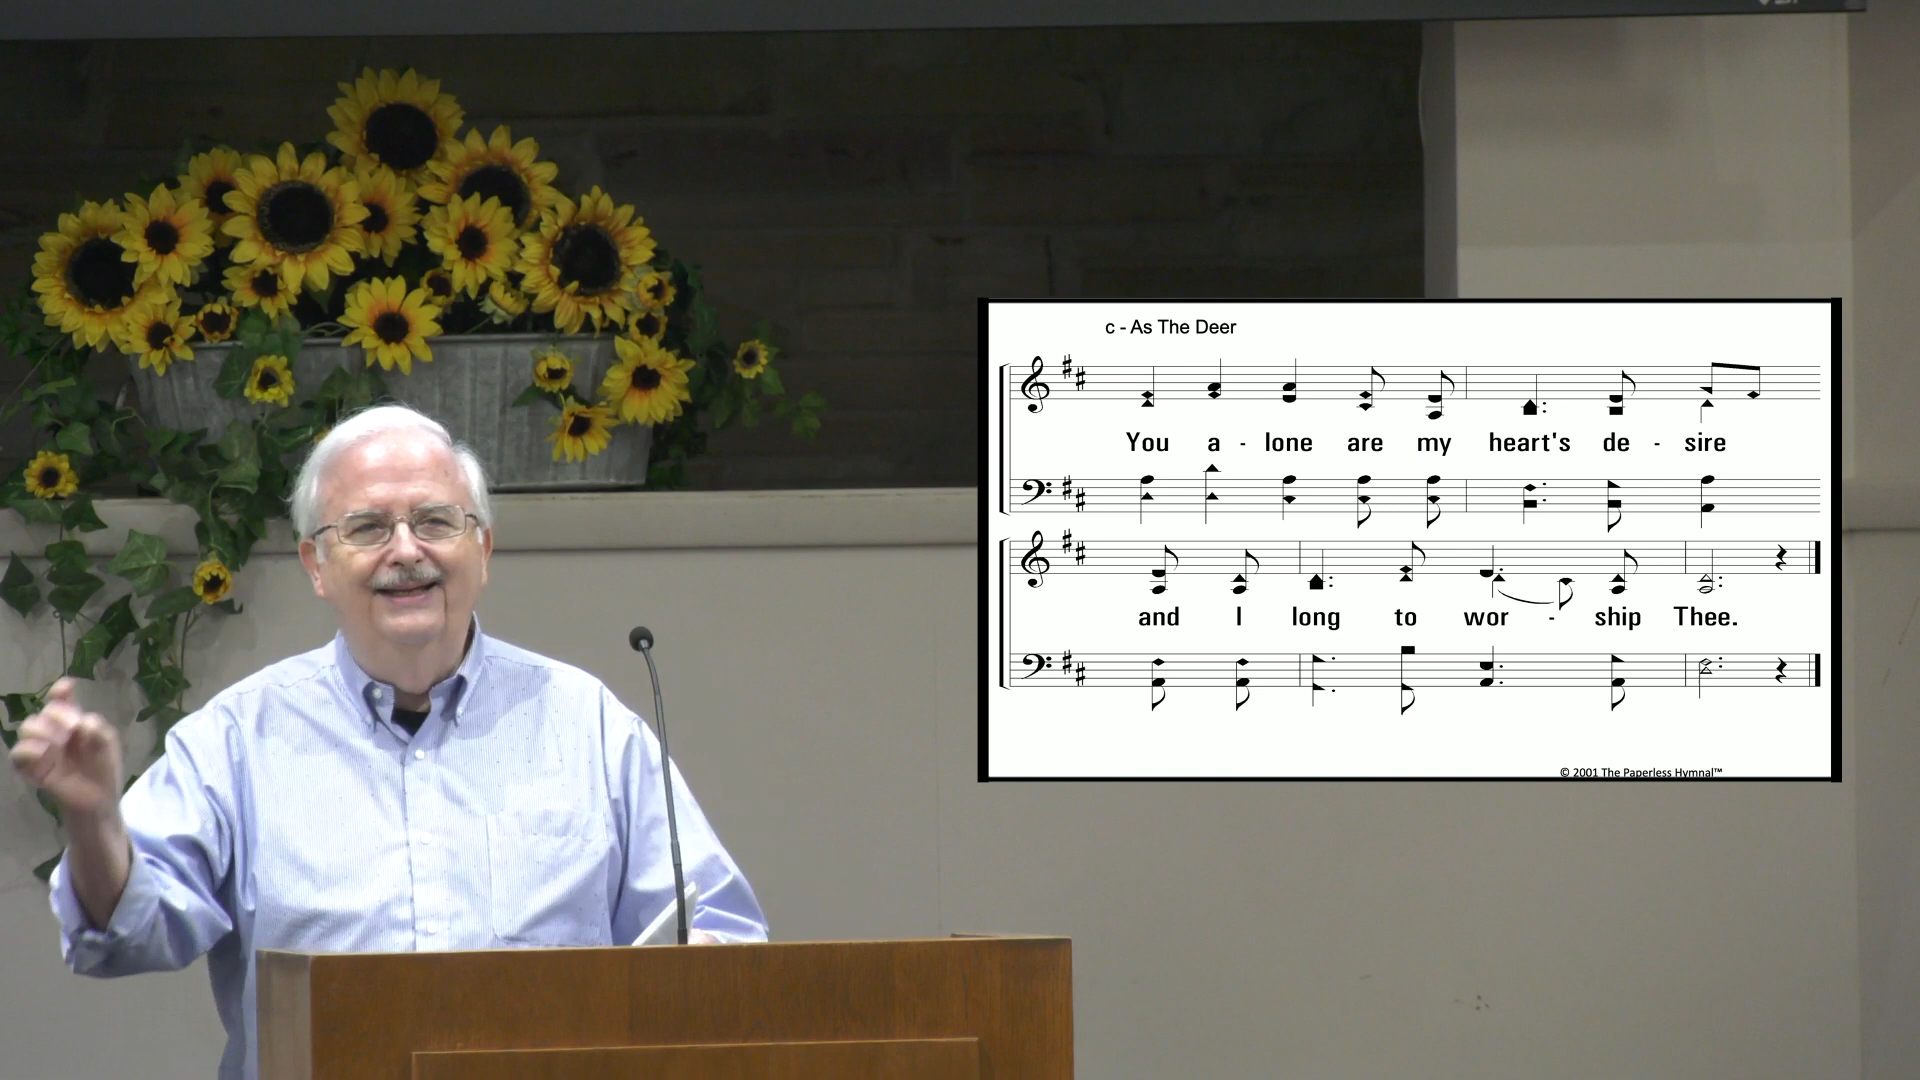 c - As The Deer
You a - lone are my heart's de - sire
and I long to wor - ship Thee.
© 2001 The Paperless Hymnal™